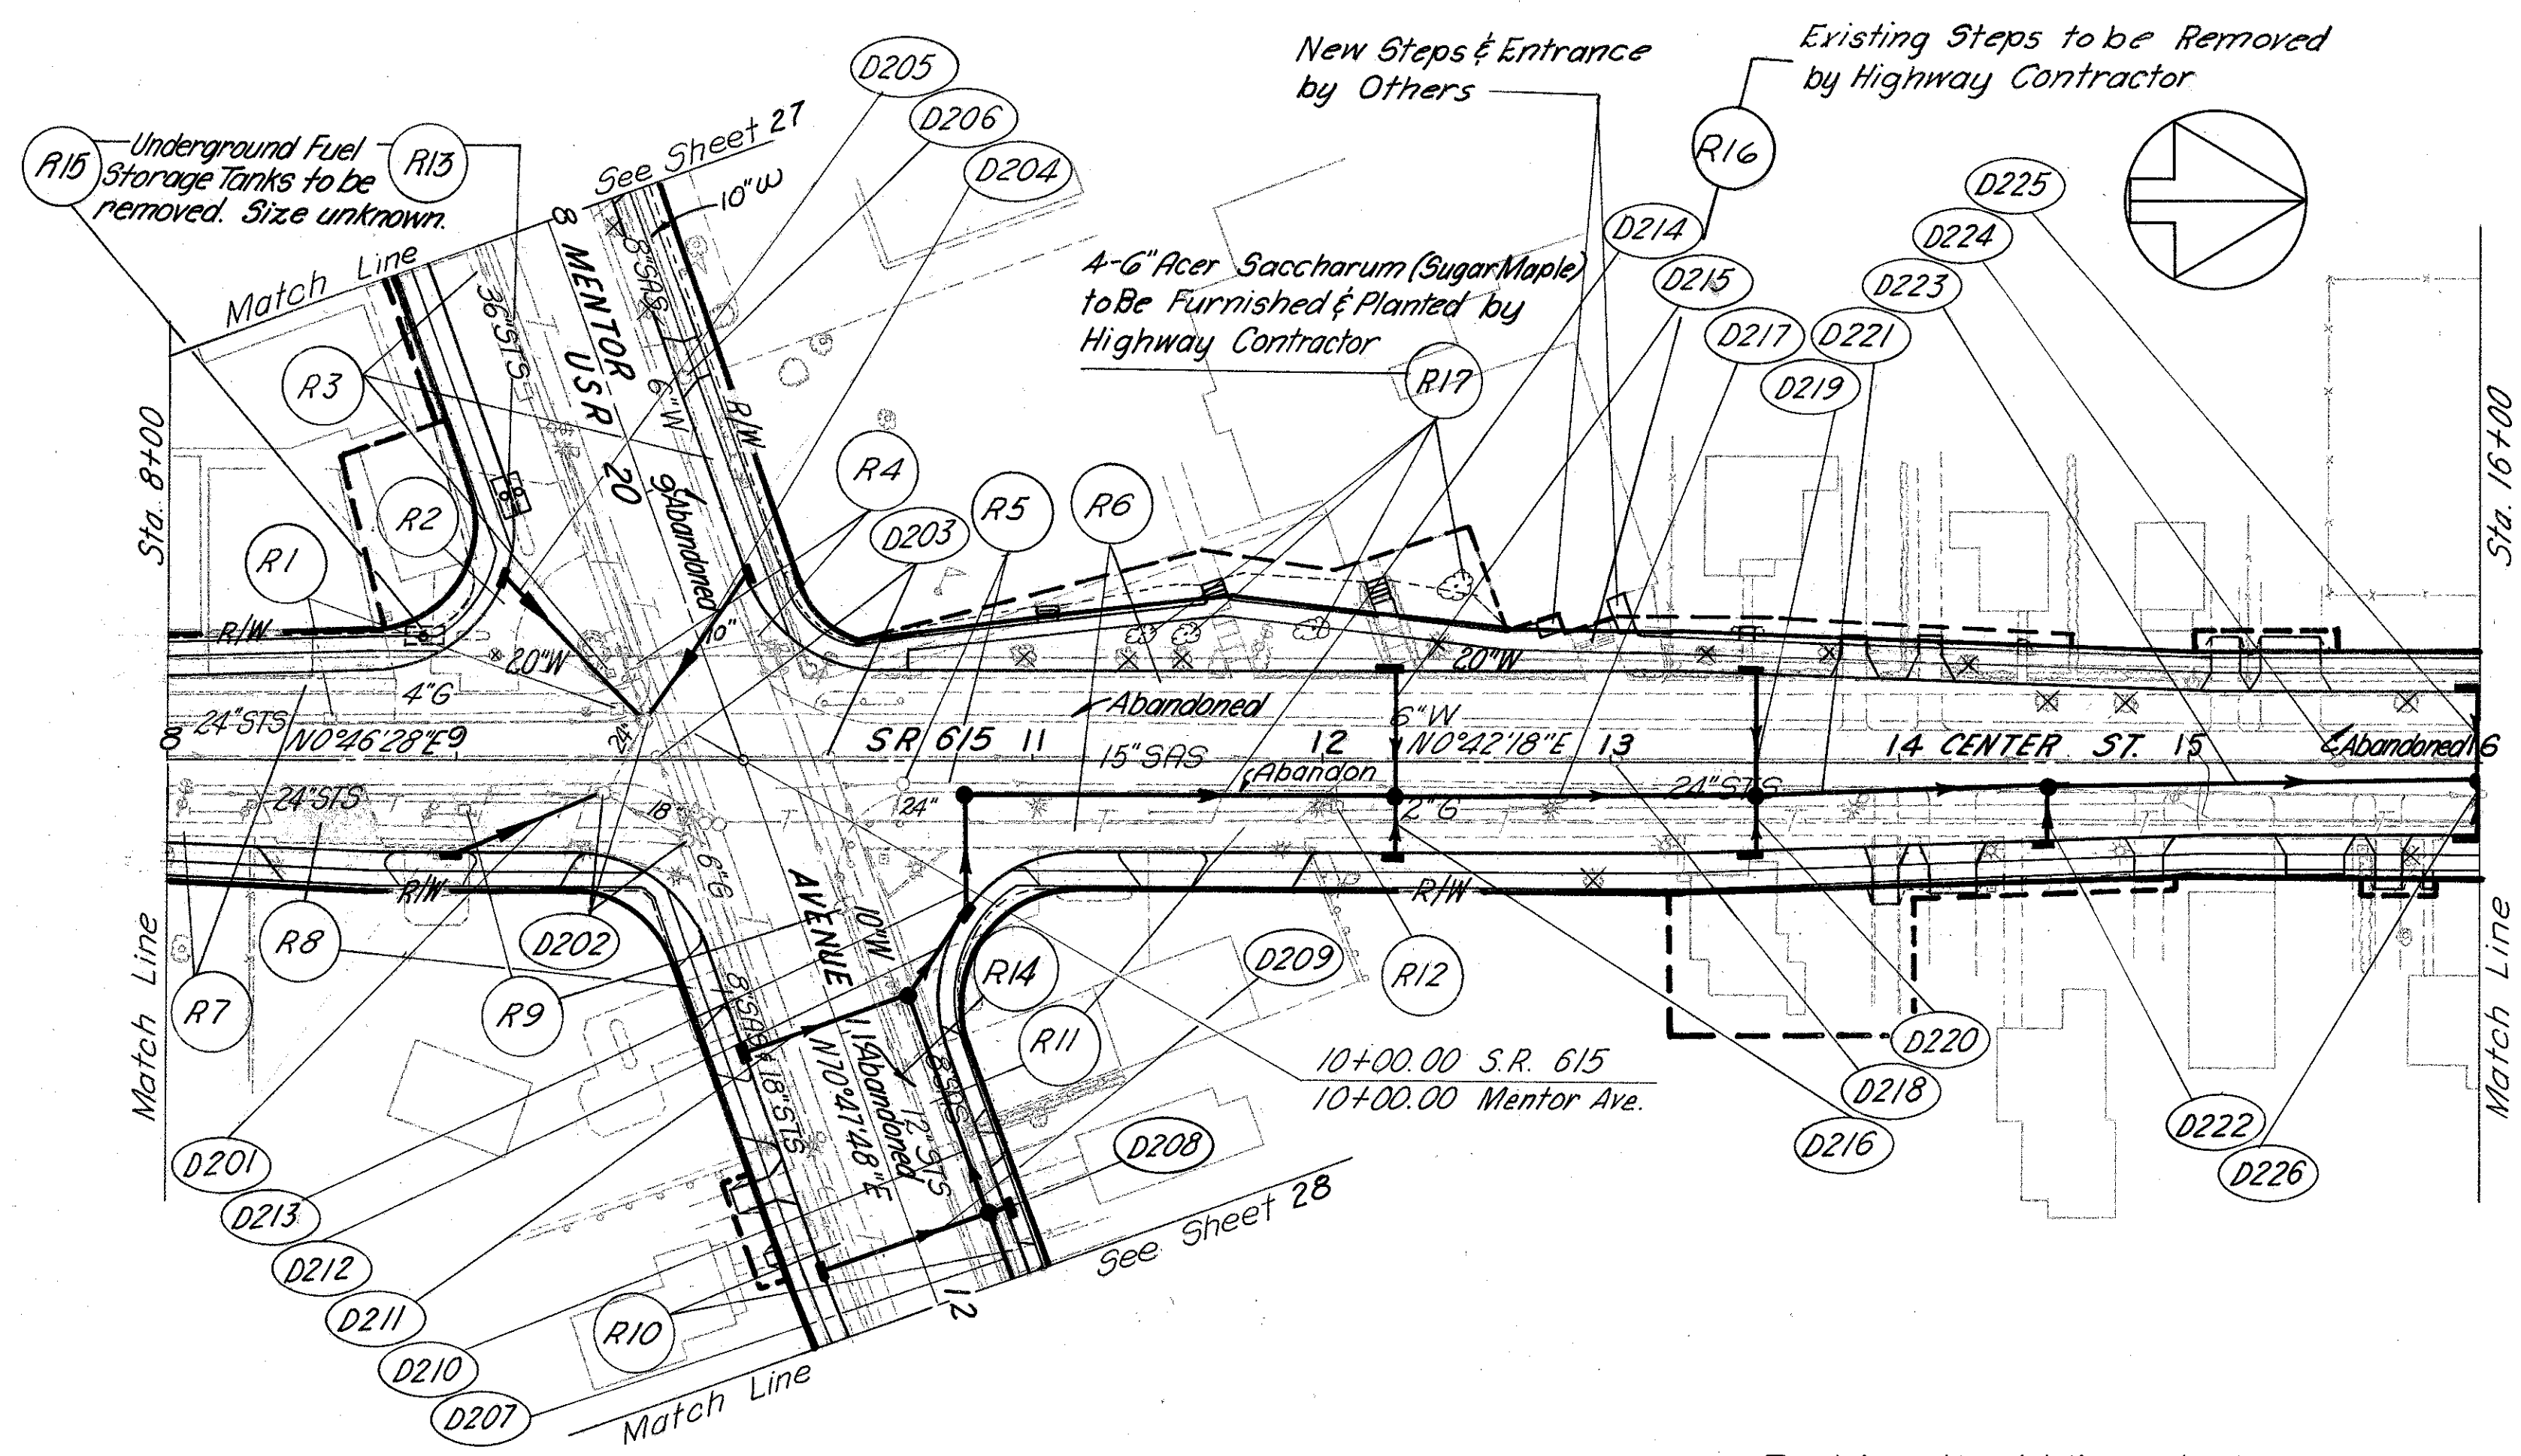 New Steps & Entrance
by Others
Existing Steps to be Removed
by Highway Contractor
D205
D206
D204
See Sheet 27
10"W
R15
Underground Fuel
Storage Tanks to be
removed. Size unknown.
R13
R16
D225
D224
D223
D214
D215
D217
D221
D219
4-6" Acer Saccharum (Sugar Maple)
to Be Furnished & Planted by
Highway Contractor
R17
Match Line
8
MENTOR
USR
20
8"SAS
36"STS
6"W
R/W
R3
R2
R1
R4
D203
R5
R6
Abandoned
10"
Sta. 8+00
Sta. 16+00
R/W
20"W
20"W
4"G
24"STS
24"
Abandoned
6"W
8
N0°46'28"E
9
SR 615
11
12
N0°42'18"E
13
14
CENTER ST.
15
Abandoned
16
15"SAS
Abandon
24"STS
24"STS
18"
24"
2"G
6"G
R/W
R/W
AVENUE
10"W
R8
D202
R7
R9
R14
D209
R12
R11
Match Line
Match Line
8"SAS
18"STS
11
Abandoned
N70°47'48"E
12"STS
8"SAS
10+00.00 S.R. 615
10+00.00 Mentor Ave.
D220
D218
D216
D222
D226
D201
D213
D212
D211
D210
D207
D208
R10
12
See Sheet 28
Match Line